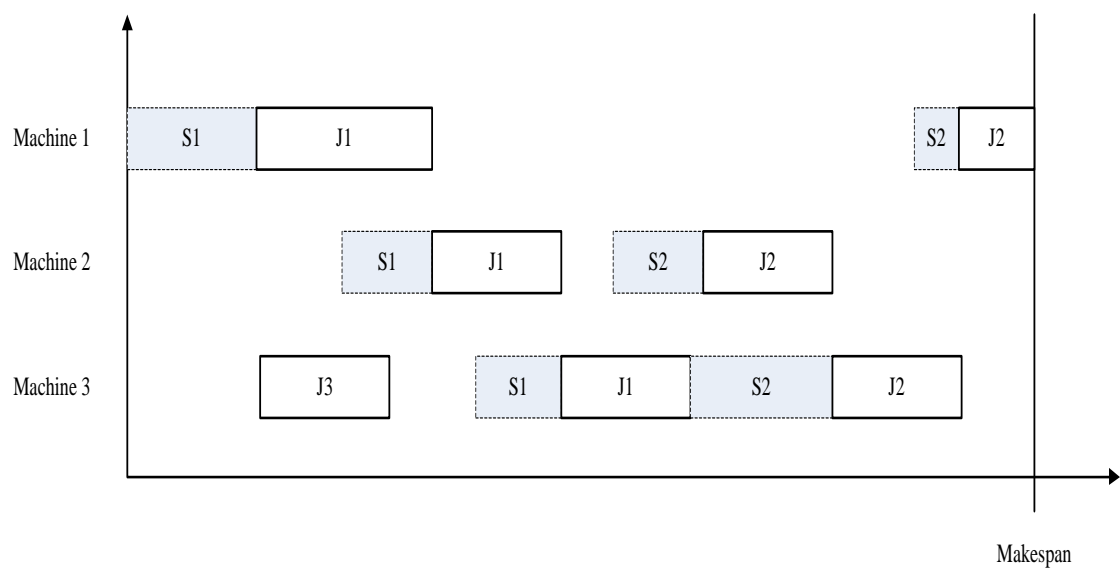 Machine 1 S1 J1 S2 J2
Machine 2 S1 J1 S2 J2
Machine 3 J3 S1 J1 S2 J2
Makespan